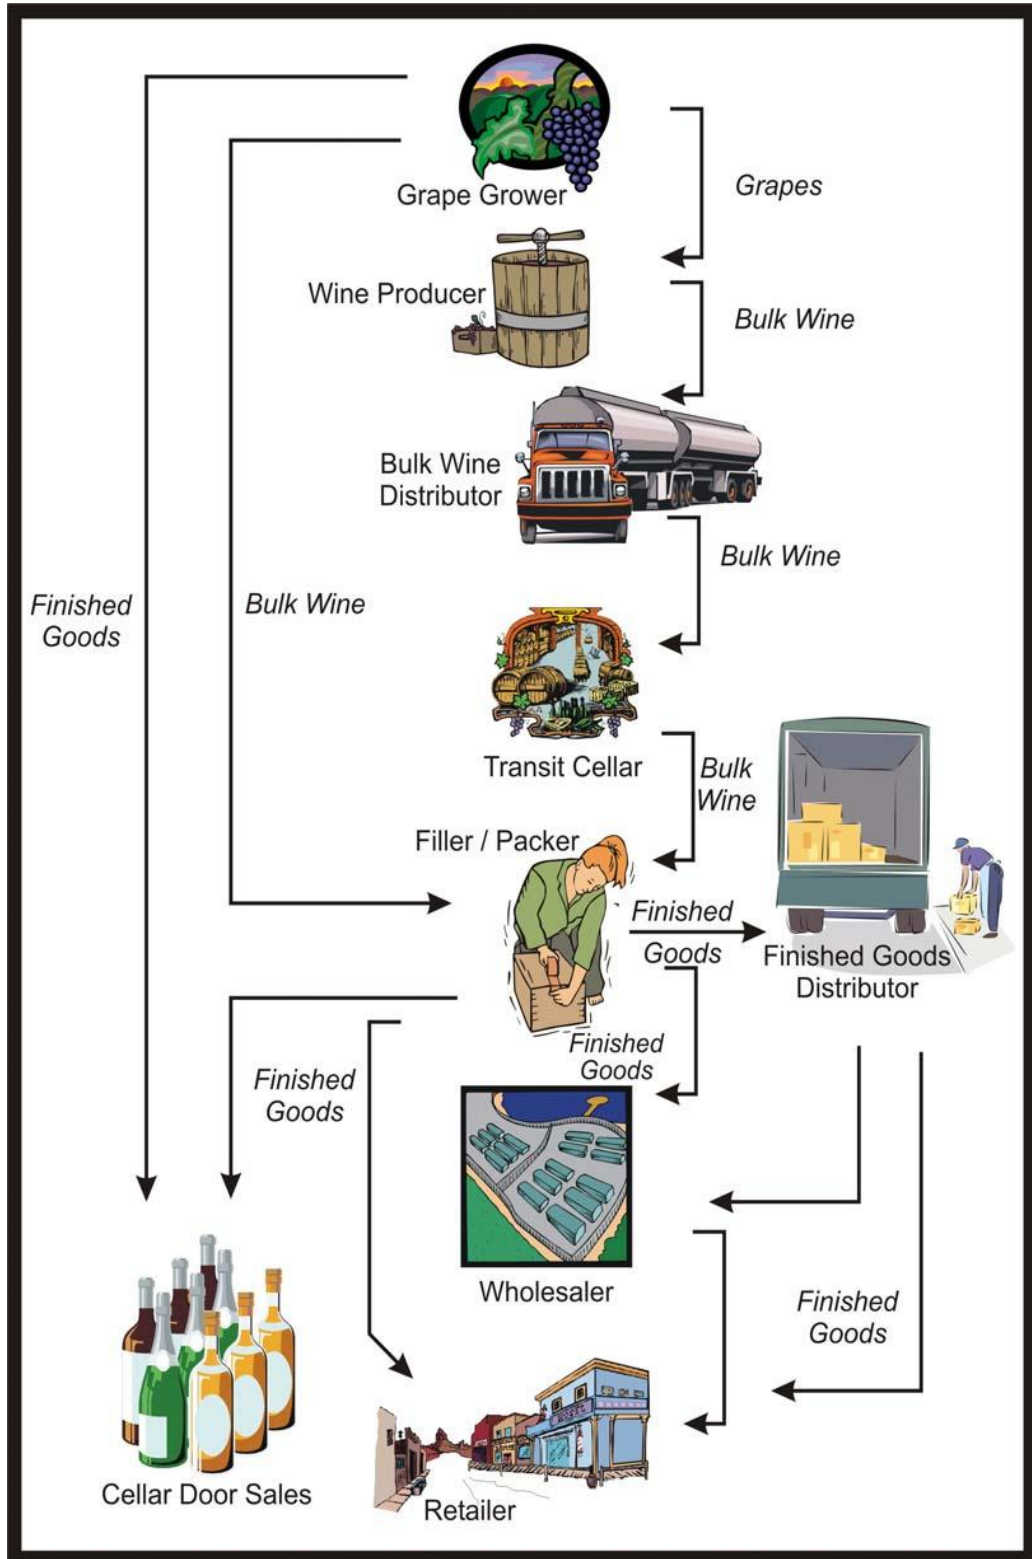 Grape Grower
Grapes
Wine Producer
Bulk Wine
Bulk Wine
Distributor
Bulk Wine
Finished
Goods
Bulk Wine
Transit Cellar
Bulk
Wine
Filler / Packer
Finished
Goods
Finished Goods
Distributor
Finished
Goods
Finished
Goods
Wholesaler
Finished
Goods
Cellar Door Sales
Retailer